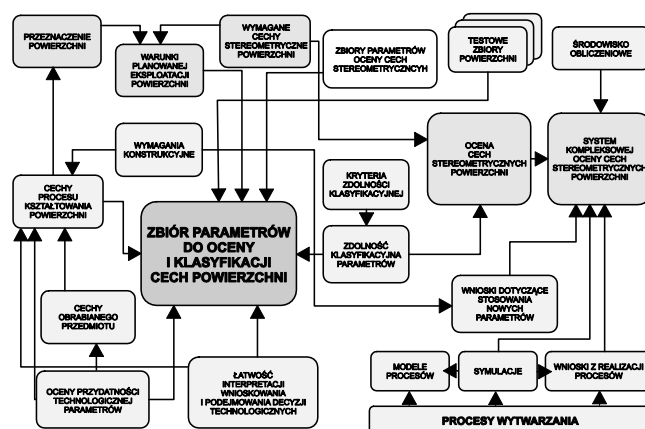 PRZEZNACZENIE
POWIERZCHNI
WARUNKI
PLANOWANEJ
EKSPLOATACJI
POWIERZCHNI
WYMAGANE
CECHY
STEREOMETRYCZNE
POWIERZCHNI
ZBIORY PARAMETRÓW
OCENY CECH
STEREOMETRYCNYH
TESTOWE
ZBIORY
POWIERZCHNI
ŚRODOWISKO
OBLICZENIOWE
WYMAGANIA
KONSTRUKCYJNE
OCENA
CECH
STEREOMETRYCZNYCH
POWIERZCHNI
SYSTEM
KOMPLEKSOWEJ
OCENY CECH
STEREOMETRYCZNYCH
POWIERZCHNI
CECHY
PROCESU
KSZTAŁTOWANIA
POWIERZCHNI
KRYTERIA
ZDOLNOŚCI
KLASYFIKACYJNEJ
ZBIÓR PARAMETRÓW
DO OCENY
I KLASYFIKACJI
CECH POWIERZCHNI
ZDOLNOŚĆ
KLASYFIKACYJNA
PARAMETRÓW
WNIOSKI DOTYCZĄCE
STOSOWANIA
NOWYCH
PARAMETRÓW
CECHY
OBRABIANEGO
PRZEDMIOTU
OCENY PRZYDATNOŚCI
TECHNOLOGICZNEJ
PARAMETRÓW
ŁATWOŚĆ
INTERPRETACJI
WNIOSKOWANIA
I PODEJMOWANIA DECYZJI
TECHNOLOGICZNYCH
MODELE
PROCESÓW
SYMULACJE
WNIOSKI Z REALIZACJI
PROCESÓW
PROCESY WYTWARZANIA